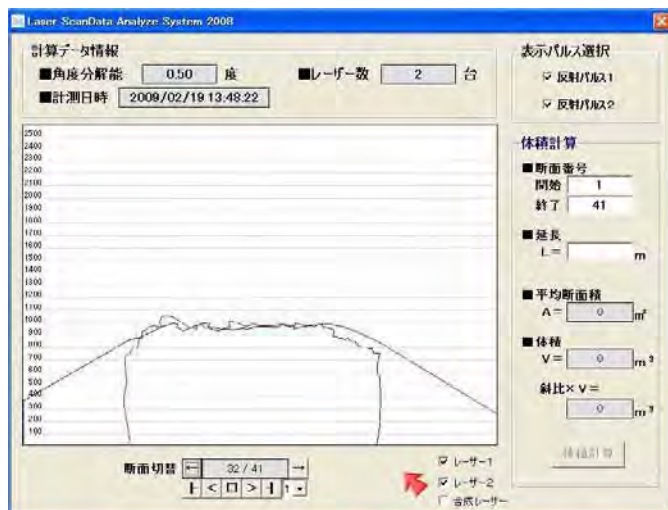 Laser ScanData Analyze System 2008
計算データ情報
■角度分解能 0.50 度 ■レーザー数 2 台
■計測日時 2009/02/19 13:48:22
表示パルス選択
反射パルス1
反射パルス2
2500
2400
2300
2200
2100
2000
1900
1800
1700
1600
1500
1400
1300
1200
1100
1000
900
800
700
600
500
400
300
200
100
体積計算
■断面番号
開始 1
終了 41
■延長
L= m
■平均断面積
A= 0 m²
■体積
V= 0 m³
斜比×V=
0 m³
体積計算
断面切替 ← 32/41 →
|- < □ > -| 1
レーザー1
レーザー2
合成レーザー